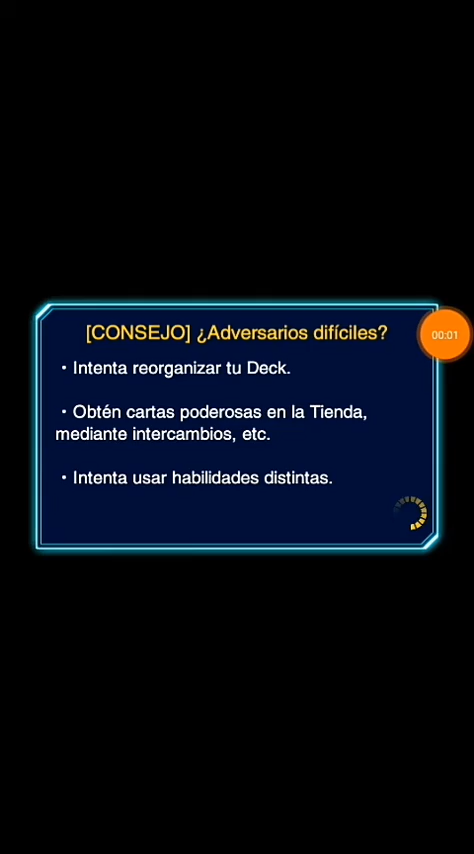 [CONSEJO] ¿Adversarios difíciles?
00:01
・Intenta reorganizar tu Deck.
・Obtén cartas poderosas en la Tienda,
mediante intercambios, etc.
・Intenta usar habilidades distintas.